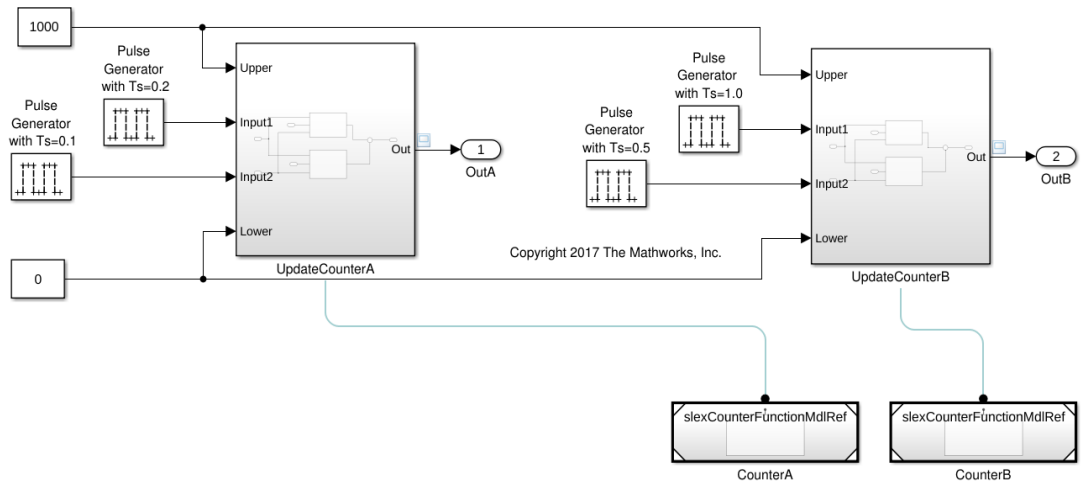 1000
Pulse
Generator
with Ts=0.2
Pulse
Generator
with Ts=0.1
Upper
Input1
Input2
Lower
Out
UpdateCounterA
1
OutA
0
Pulse
Generator
with Ts=1.0
Pulse
Generator
with Ts=0.5
Upper
Input1
Input2
Lower
Out
UpdateCounterB
2
OutB
Copyright 2017 The Mathworks, Inc.
slexCounterFunctionMdlRef
CounterA
slexCounterFunctionMdlRef
CounterB